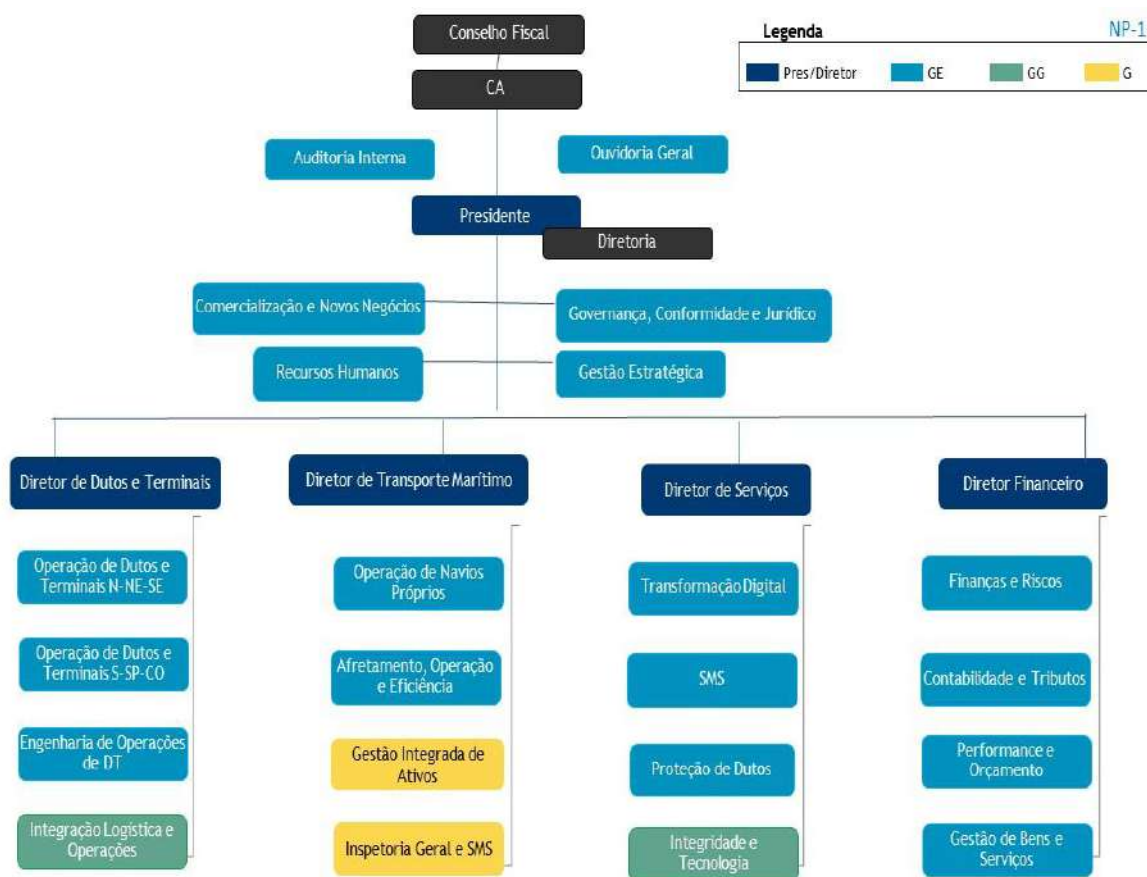 Conselho Fiscal
Legenda
NP-1
Pres/Diretor
GE
GG
G
CA
Auditoria Interna
Ouvidoria Geral
Presidente
Diretoria
Comercialização e Novos Negócios
Governança, Conformidade e Jurídico
Recursos Humanos
Gestão Estratégica
Diretor de Dutos e Terminais
Operação de Dutos e
Terminais N-NE-SE
Operação de Dutos e
Terminais S-SP-CO
Engenharia de Operações
de DT
Integração Logística e
Operações
Diretor de Transporte Marítimo
Operação de Navios
Próprios
Afretamento, Operação
e Eficiência
Gestão Integrada de
Ativos
Inspetoria Geral e SMS
Diretor de Serviços
Transformação Digital
SMS
Proteção de Dutos
Integridade e
Tecnologia
Diretor Financeiro
Finanças e Riscos
Contabilidade e Tributos
Performance e
Orçamento
Gestão de Bens e
Serviços